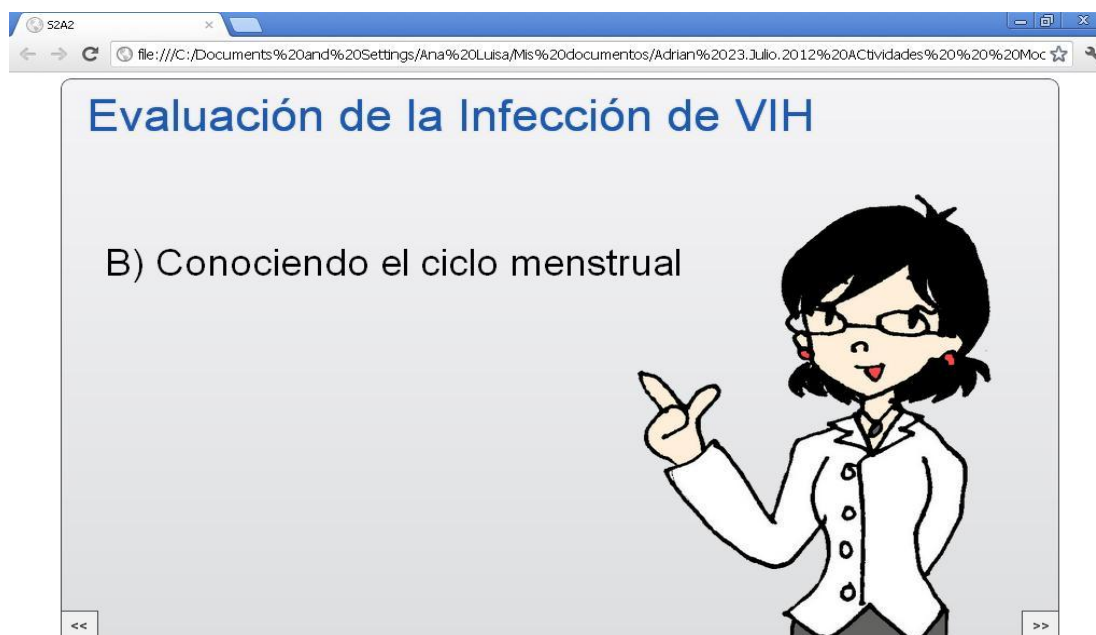 S2A2
file:///C:/Documents%20and%20Settings/Ana%20Luisa/Mis%20documentos/Adrian%2023.Julio.2012%20ACtividades%20%20%20Moc
Evaluación de la Infección de VIH
B) Conociendo el ciclo menstrual
<< >>